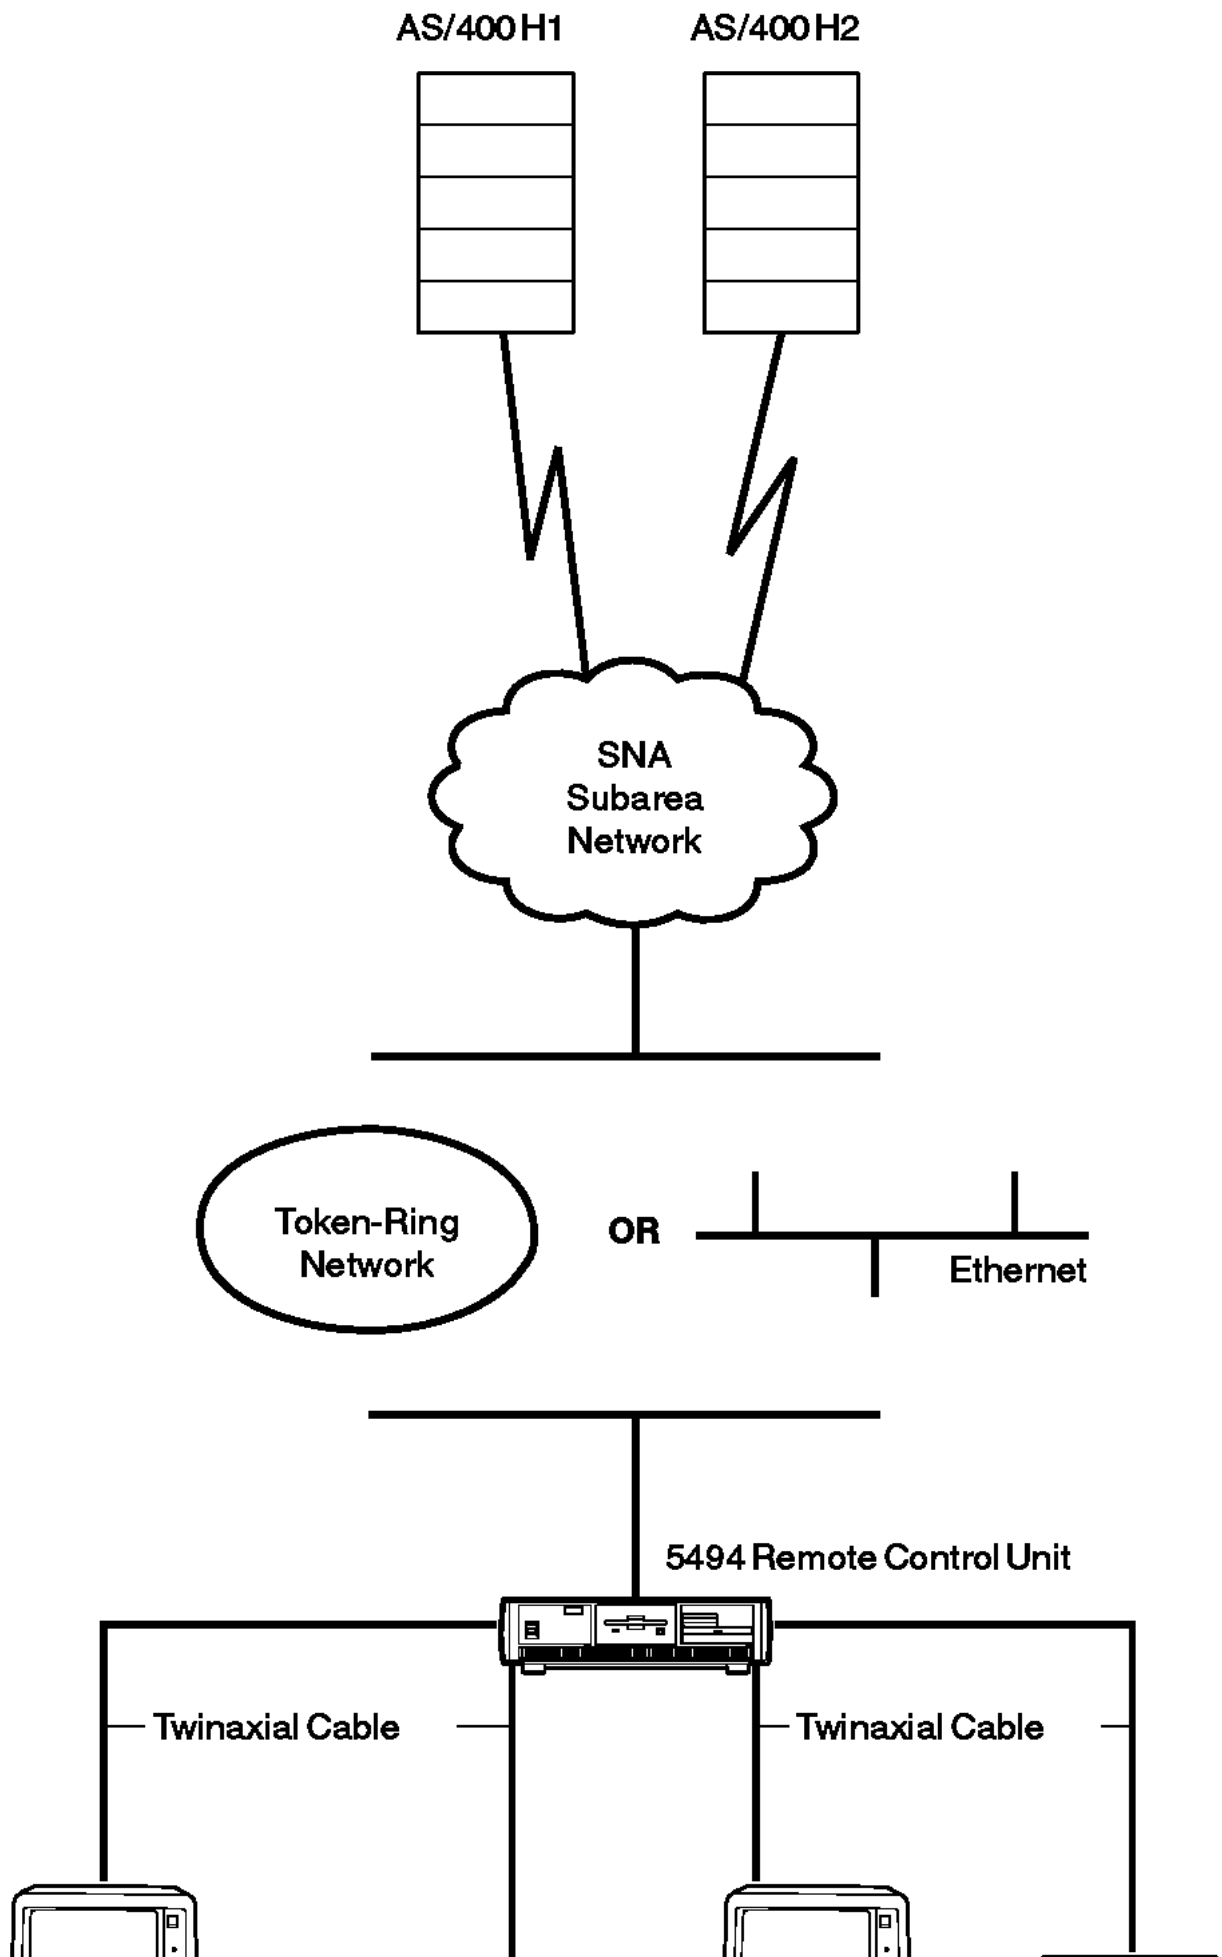 AS/400 H1
AS/400 H2
SNA
Subarea
Network
Token-Ring
Network
OR
Ethernet
5494 Remote Control Unit
Twinaxial Cable
Twinaxial Cable